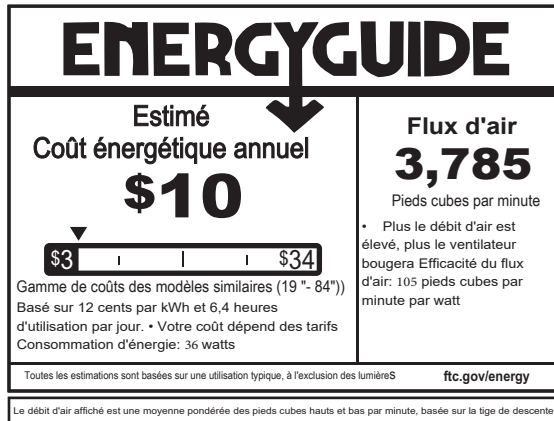 ENERGYGUIDE
Estimé
Coût énergétique annuel
$10
$3
$34
Gamme de coûts des modèles similaires (19 "- 84"))
Basé sur 12 cents par kWh et 6,4 heures
d'utilisation par jour. • Votre coût dépend des tarifs
Consommation d'énergie: 36 watts
Flux d'air
3,785
Pieds cubes par minute
• Plus le débit d'air est
élevé, plus le ventilateur
bougera Efficacité du flux
d'air: 105 pieds cubes par
minute par watt
Toutes les estimations sont basées sur une utilisation typique, à l'exclusion des lumièreS
ftc.gov/energy
Le débit d'air affiché est une moyenne pondérée des pieds cubes hauts et bas par minute, basée sur la tige de descente